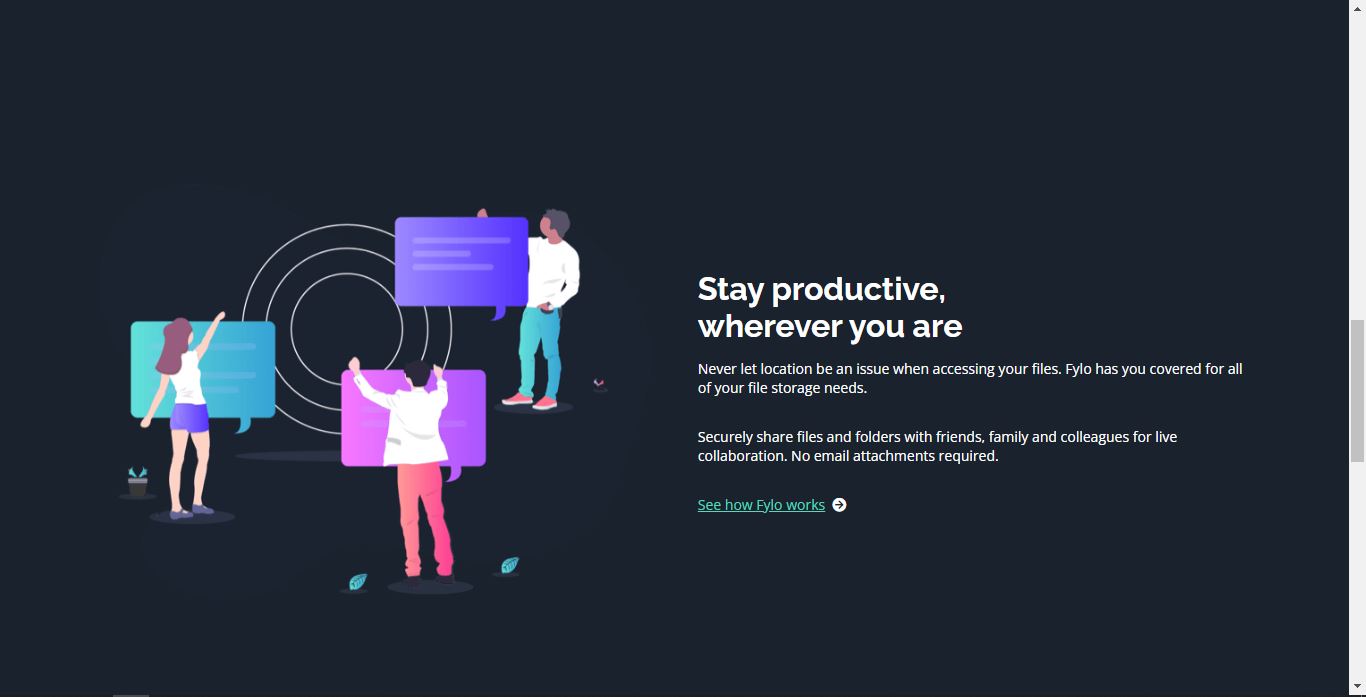 Stay productive,
wherever you are
Never let location be an issue when accessing your files. Fylo has you covered for all
of your file storage needs.
Securely share files and folders with friends, family and colleagues for live
collaboration. No email attachments required.
See how Fylo works